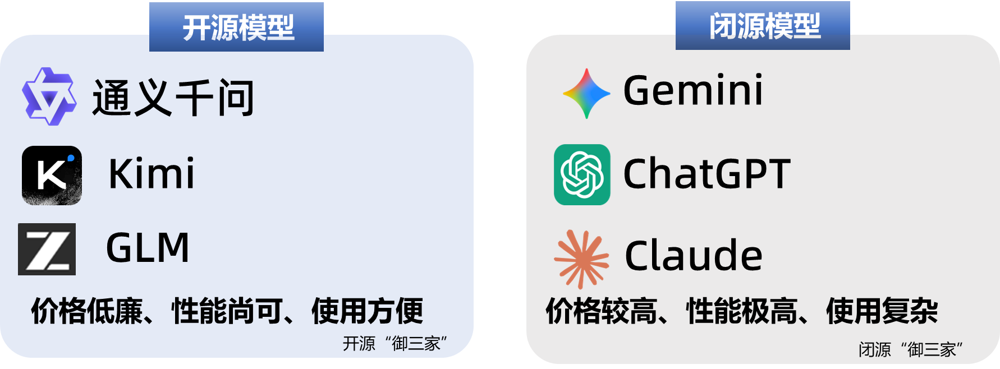 开源模型
通义千问
Kimi
GLM
价格低廉、性能尚可、使用方便
开源“御三家”
闭源模型
Gemini
ChatGPT
Claude
价格较高、性能极高、使用复杂
闭源“御三家”